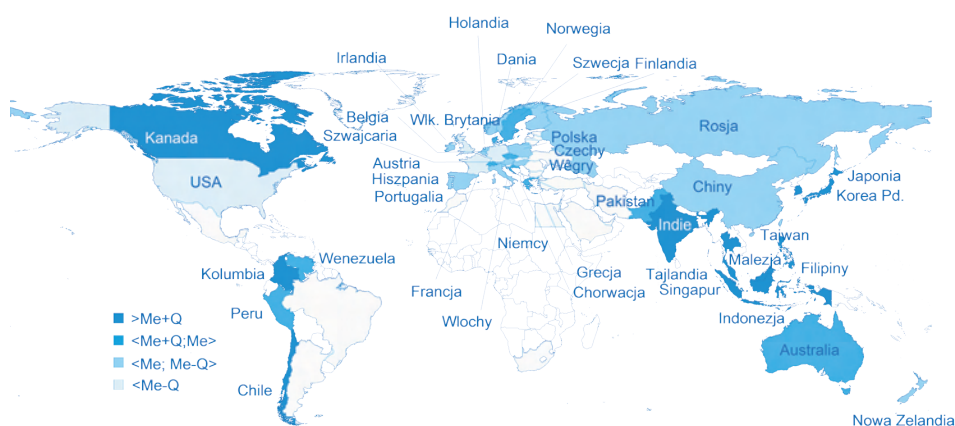 Holandia
Norwegia
Irlandia
Dania
Szwecja
Finlandia
Belgia
Wlk. Brytania
Szwajcaria
Kanada
Polska
Rosja
Czechy
Węgry
Austria
Hiszpania
Portugalia
USA
Chiny
Japonia
Korea Pd.
Pakistan
Indie
Taiwan
Niemcy
Wenezuela
Kolumbia
Malezja
Filipiny
Grecja
Tajlandia
Singapur
Chorwacja
Francja
Peru
Włochy
Indonezja
>Me+Q
<Me+Q;Me>
<Me; Me-Q>
<Me-Q
Australia
Chile
Nowa Zelandia